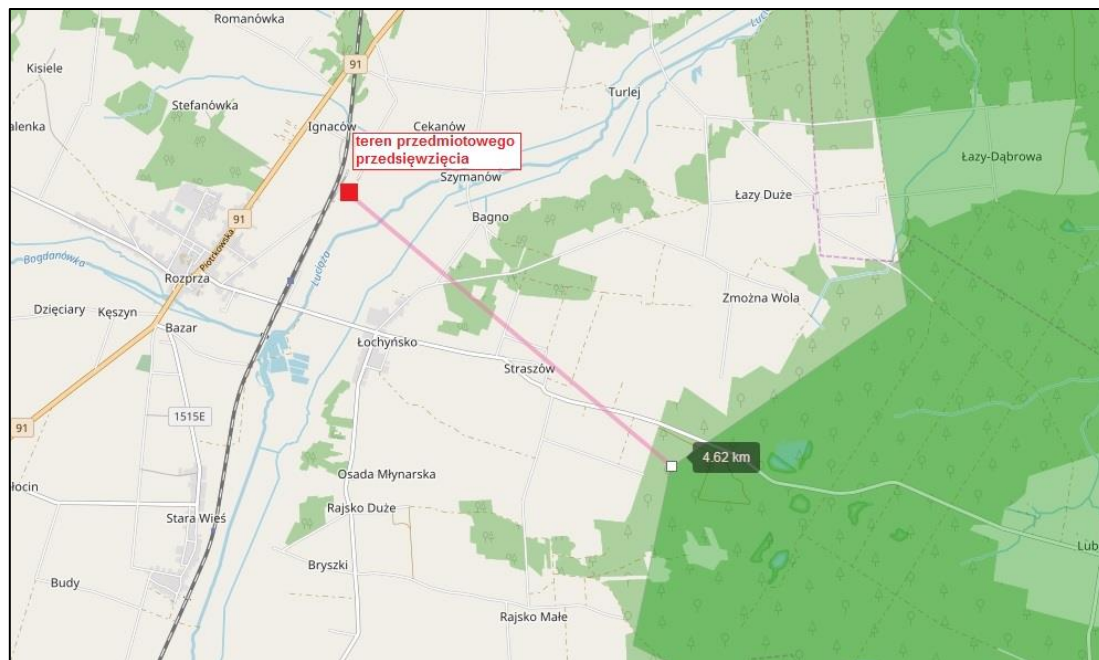 Romanówka
Kisiele
91
Stefanówka
Turlej
alenka
Ignaców
Cekanów
teren przedmiotowego
przedsięwzięcia
Łazy-Dąbrowa
Szymanów
Łazy Duże
91
Bagno
Piotrkowska
Bogdanówka
Luciąża
Rozprza
Zmożna Wola
Dzięciary
Kęszyn
Bazar
Łochyńsko
Straszów
1515E
91
4.62 km
Osada Młynarska
łocin
Rajsko Duże
Stara Wieś
Lub
Bryszki
Budy
Rajsko Małe